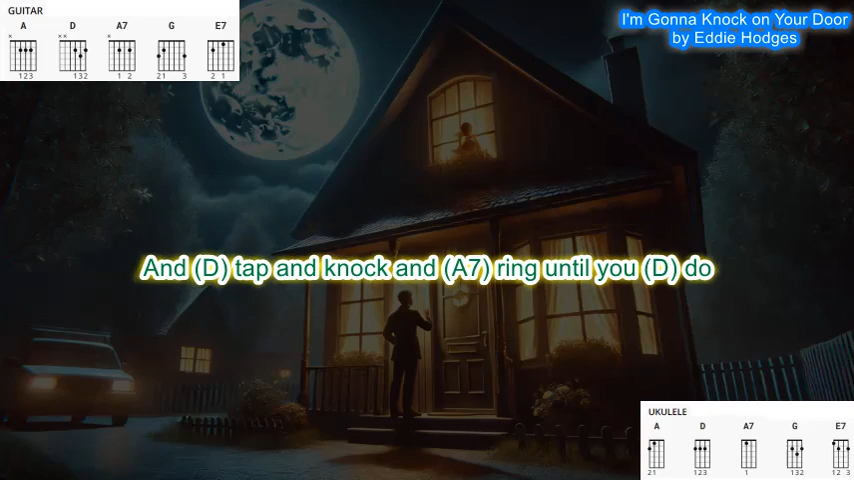 GUITAR
A D A7 G E7
x xx x
123 132 1 2 21 3 2 1
I'm Gonna Knock on Your Door
by Eddie Hodges
And (D) tap and knock and (A7) ring until you (D) do
UKULELE
A D A7 G E7
21 123 1 132 12 3